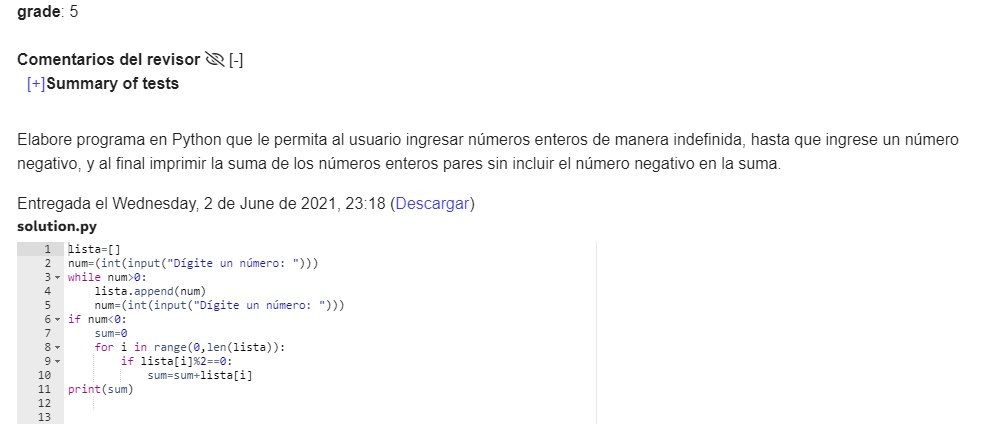 grade: 5
Comentarios del revisor [-]
[+]Summary of tests
Elabore programa en Python que le permita al usuario ingresar números enteros de manera indefinida, hasta que ingrese un número
negativo, y al final imprimir la suma de los números enteros pares sin incluir el número negativo en la suma.
Entregada el Wednesday, 2 de June de 2021, 23:18 (Descargar)
solution.py
1 lista=[]
2 num=(int(input("Dígite un número: ")))
3 while num>0:
4 lista.append(num)
5 num=(int(input("Dígite un número: ")))
6 if num<0:
7 sum=0
8 for i in range(0,len(lista)):
9 if lista[i]%2==0:
10 sum=sum+lista[i]
11 print(sum)
12
13